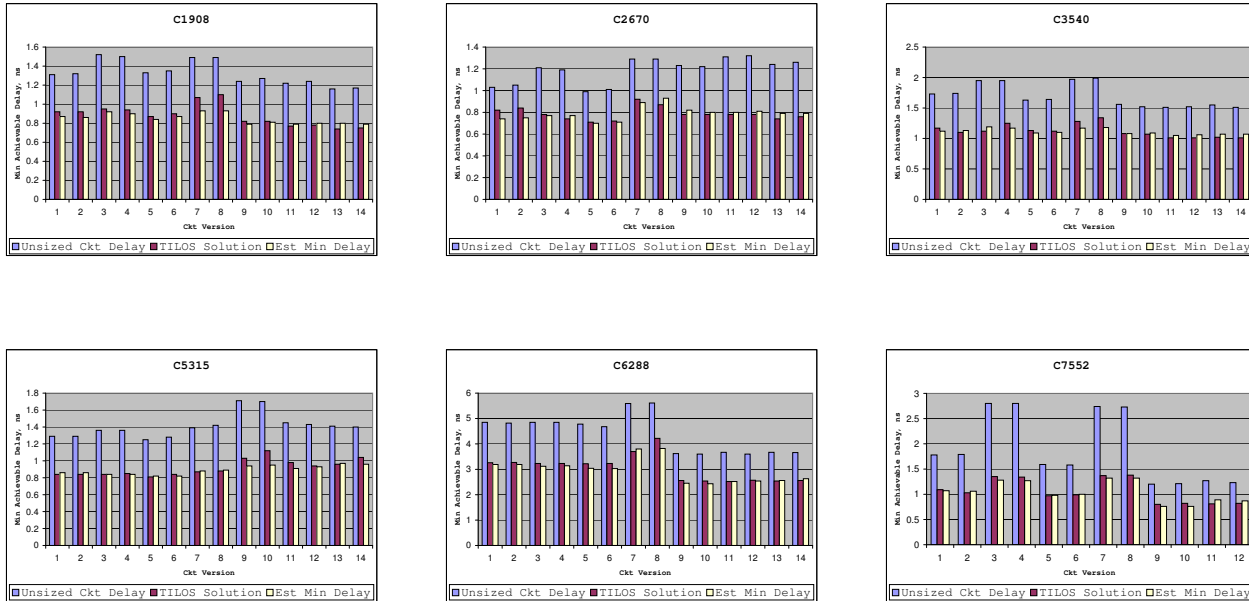 C1908
Min Achievable Delay, ns
1.6
1.4
1.2
1
0.8
0.6
0.4
0.2
0
1 2 3 4 5 6 7 8 9 10 11 12 13 14
Ckt Version
Unsized Ckt Delay TILOS Solution Est Min Delay
C2670
Min Achievable Delay, ns
1.4
1.2
1
0.8
0.6
0.4
0.2
0
1 2 3 4 5 6 7 8 9 10 11 12 13 14
Ckt Version
Unsized Ckt Delay TILOS Solution Est Min Delay
C3540
Min Achievable Delay, ns
2.5
2
1.5
1
0.5
0
1 2 3 4 5 6 7 8 9 10 11 12 13 14
Ckt Version
Unsized Ckt Delay TILOS Solution Est Min Delay
C5315
Min Achievable Delay, ns
1.8
1.6
1.4
1.2
1
0.8
0.6
0.4
0.2
0
1 2 3 4 5 6 7 8 9 10 11 12 13 14
Ckt Version
Unsized Ckt Delay TILOS Solution Est Min Delay
C6288
Min Achievable Delay, ns
6
5
4
3
2
1
0
1 2 3 4 5 6 7 8 9 10 11 12 13 14
Ckt Version
Unsized Ckt Delay TILOS Solution Est Min Delay
C7552
Min Achievable Delay, ns
3
2.5
2
1.5
1
0.5
0
1 2 3 4 5 6 7 8 9 10 11 12
Ckt Version
Unsized Ckt Delay TILOS Solution Est Min Delay